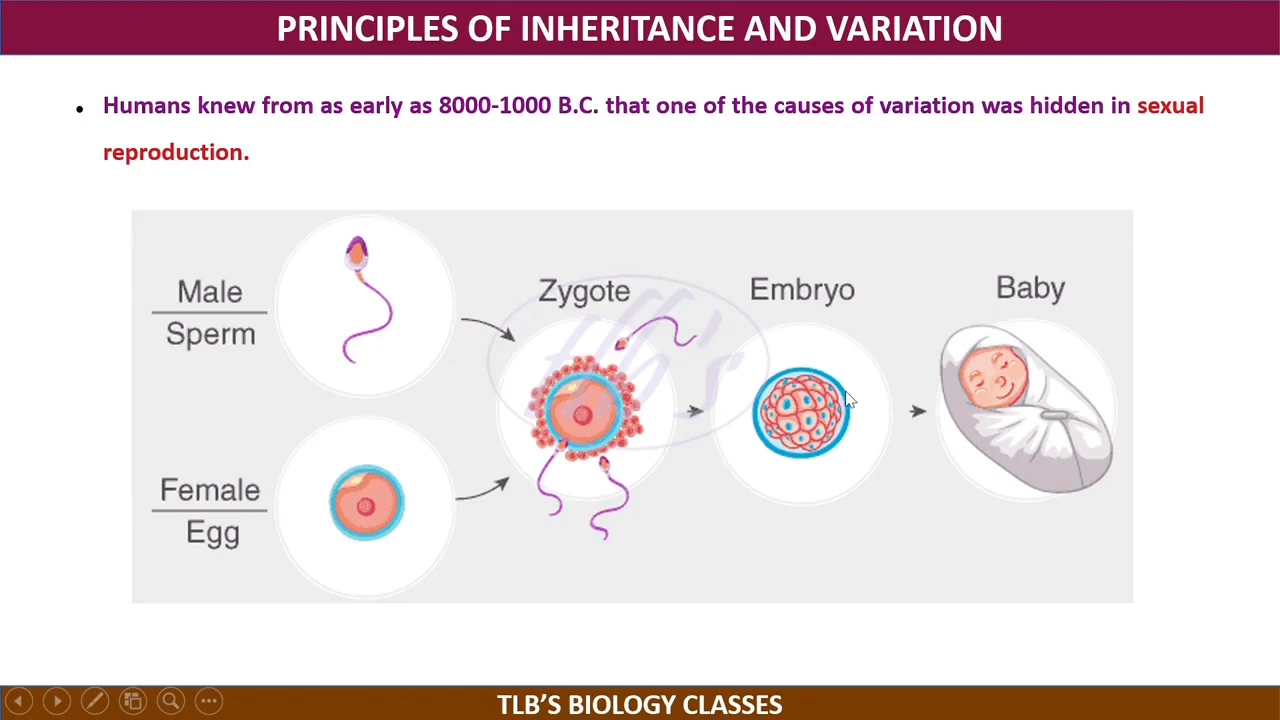 PRINCIPLES OF INHERITANCE AND VARIATION
• Humans knew from as early as 8000-1000 B.C. that one of the causes of variation was hidden in sexual
reproduction.
Male
Sperm
Female
Egg
Zygote
Embryo
Baby
tlb's
TLB'S BIOLOGY CLASSES